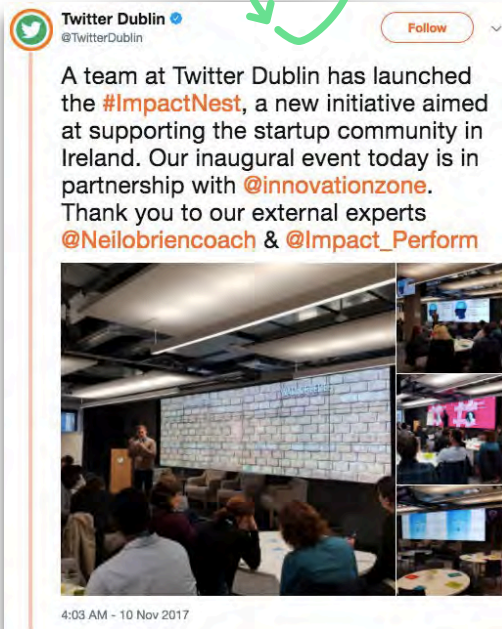 Twitter Dublin
@TwitterDublin
Follow
A team at Twitter Dublin has launched
the #ImpactNest, a new initiative aimed
at supporting the startup community in
Ireland. Our inaugural event today is in
partnership with @innovationzone.
Thank you to our external experts
@Neilobriencoach & @Impact_Perform
4:03 AM - 10 Nov 2017